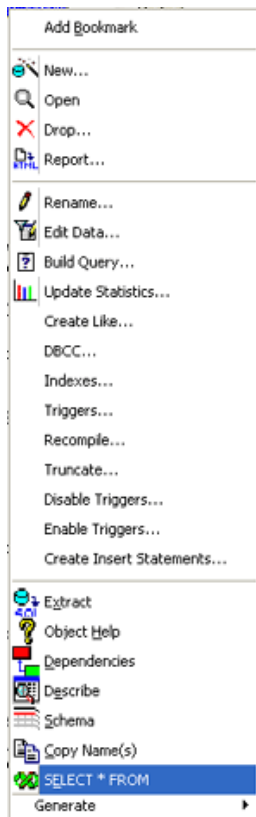 Add Bookmark
New...
Open
Drop...
HTML Report...
Rename...
Edit Data...
? Build Query...
Update Statistics...
Create Like...
DBCC...
Indexes...
Triggers...
Recompile...
Truncate...
Disable Triggers...
Enable Triggers...
Create Insert Statements...
SQL Extract
Object Help
Dependencies
Describe
Schema
Copy Name(s)
SELECT * FROM
Generate